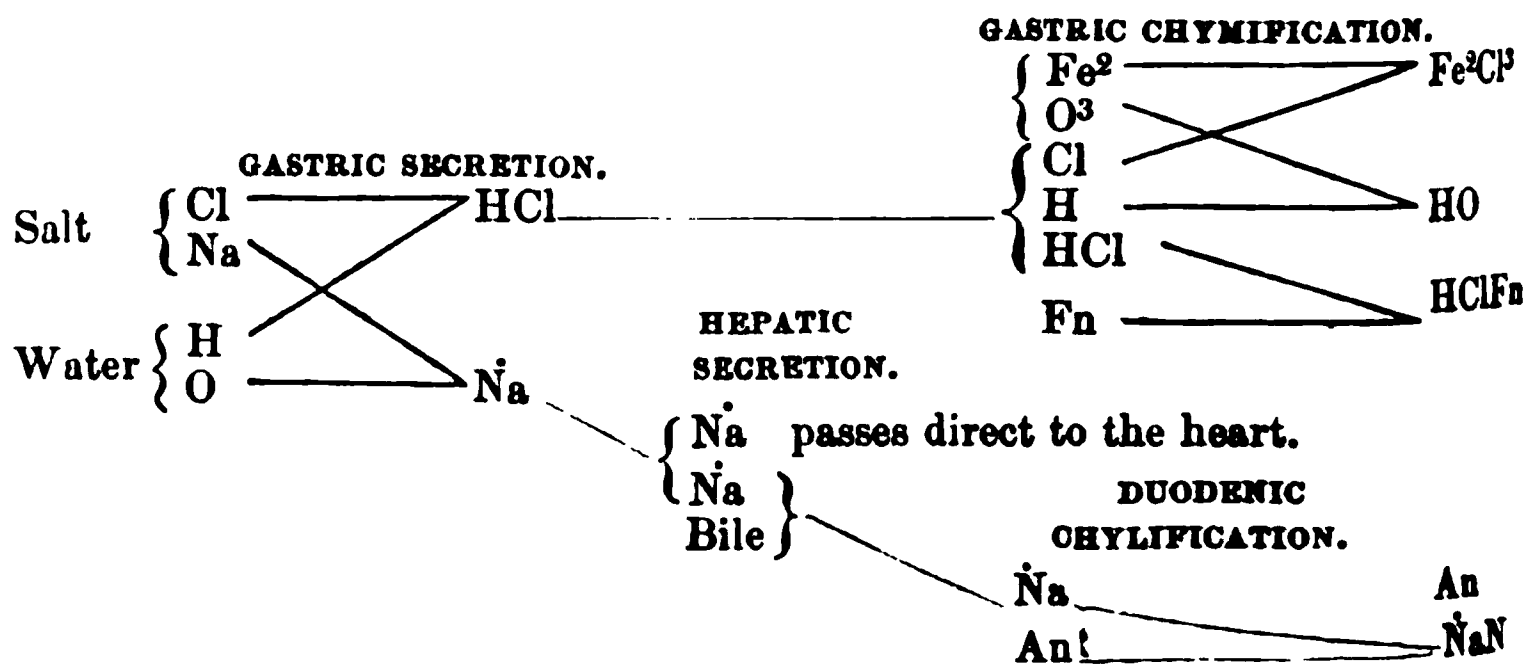 GASTRIC CHYMIFICATION.
Fe² Fe²Cl³
O³
GASTRIC SECRETION.
Cl
Salt
Cl HCl
H HO
Na
HCl
HClFn
Water
H
O Ṅa
HEPATIC
SECRETION.
Fn
Ṅa passes direct to the heart.
Ṅa
Bile
DUODENIC
CHYLIFICATION.
Ṅa An
An ṄaN